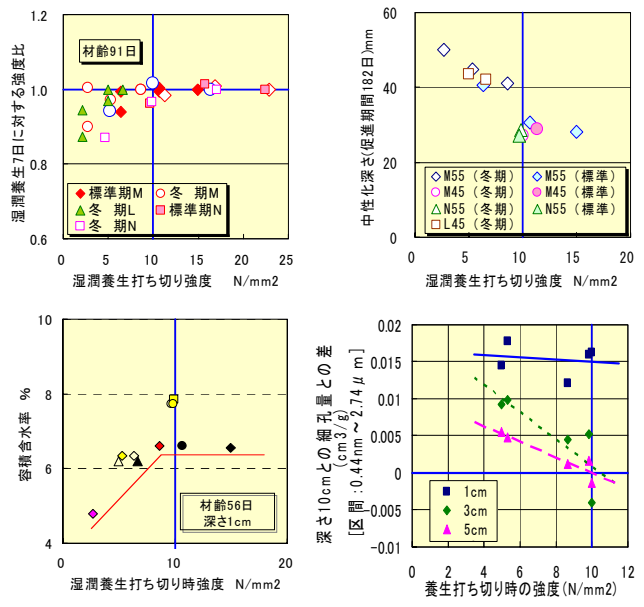 湿潤養生7日に対する強度比
1.2
1.0
0.8
0.6
材齢91日
標準期M
冬　期M
冬　期L
標準期N
冬　期N
0 5 10 15 20 25
湿潤養生打ち切り強度　N/mm2
中性化深さ(促進期間182日)mm
60
40
20
0
M55（冬期）
M55（標準）
M45（冬期）
M45（標準）
N55（冬期）
N55（標準）
L45（冬期）
0 5 10 15 20
湿潤養生打ち切り強度　N/mm2
容積含水率　%
10
8
6
4
材齢56日
深さ1cm
0 10 20
湿潤養生打ち切り時強度　N/mm2
深さ10cmとの細孔量との差
(cm3/g)
[区間：0.44nm～2.74μm]
0.02
0.015
0.01
0.005
0
-0.005
-0.01
1cm
3cm
5cm
0 2 4 6 8 10 12
養生打ち切り時の強度(N/mm2)